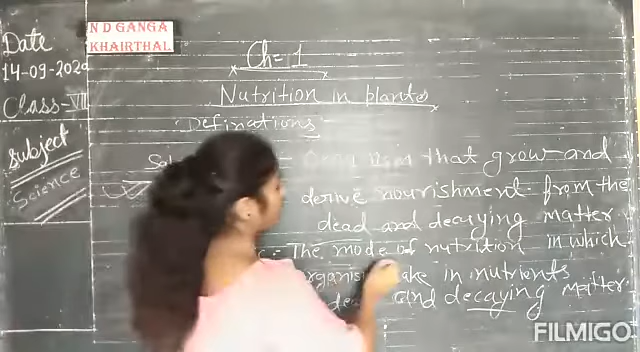 N D GANGA
KHAIRTHAL
Date
14-09-2020
Class-VII
Subject
Science
Ch=1
Nutrition in plants
Definations
that grow and
derive nourishment from the
dead and decaying matter
The mode of nutrition in which
take in nutrients
and decaying matter.
FILMIGO